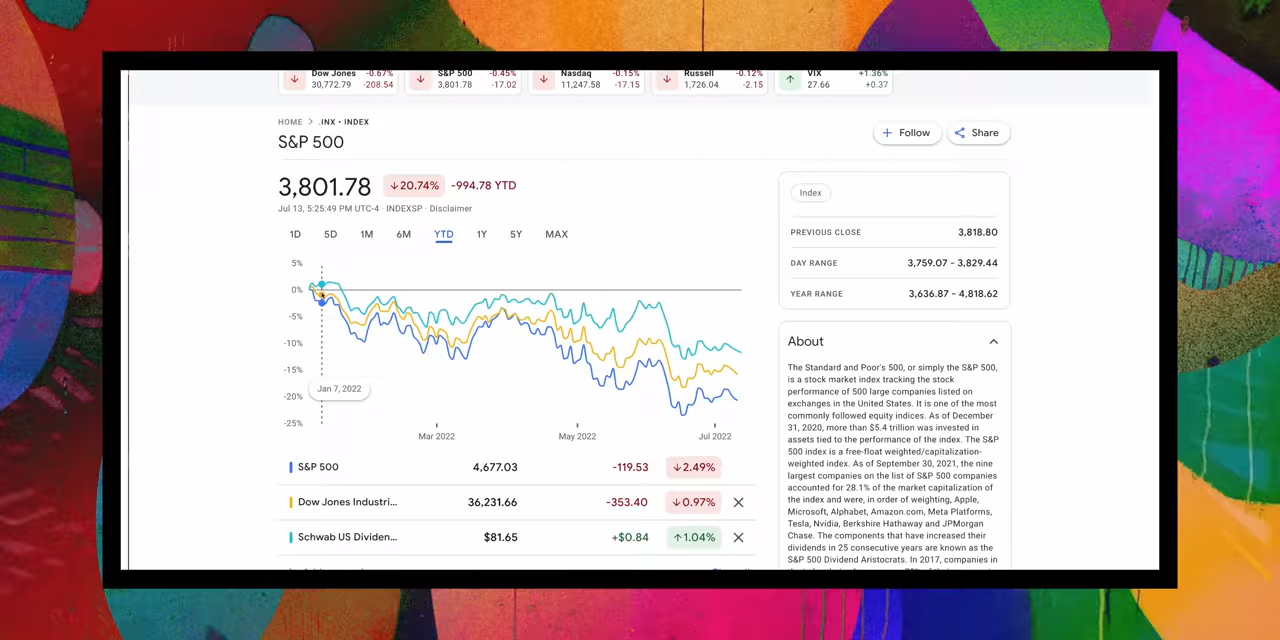 Dow Jones -0.67%
30,772.79 -208.54
S&P 500 -0.45%
3,801.78 -17.02
Nasdaq -0.15%
11,247.58 -17.15
Russell -0.12%
1,726.04 -2.15
VIX +1.36%
27.66 +0.37
HOME > .INX • INDEX
S&P 500
+ Follow
Share
3,801.78 ↓20.74% -994.78 YTD
Jul 13, 5:25:49 PM UTC-4 · INDEXSP · Disclaimer
1D 5D 1M 6M YTD 1Y 5Y MAX
5%
0%
-5%
-10%
-15%
-20%
-25%
Jan 7, 2022
Mar 2022 May 2022 Jul 2022
S&P 500 4,677.03 -119.53 ↓2.49%
Dow Jones Industri... 36,231.66 -353.40 ↓0.97%
Schwab US Dividen... $81.65 +$0.84 ↑1.04%
Index
PREVIOUS CLOSE 3,818.80
DAY RANGE 3,759.07 - 3,829.44
YEAR RANGE 3,636.87 - 4,818.62
About
The Standard and Poor's 500, or simply the S&P 500,
is a stock market index tracking the stock
performance of 500 large companies listed on
exchanges in the United States. It is one of the most
commonly followed equity indices. As of December
31, 2020, more than $5.4 trillion was invested in
assets tied to the performance of the index. The S&P
500 index is a free-float weighted/capitalization-
weighted index. As of September 30, 2021, the nine
largest companies on the list of S&P 500 companies
accounted for 28.1% of the market capitalization of
the index and were, in order of weighting, Apple,
Microsoft, Alphabet, Amazon.com, Meta Platforms,
Tesla, Nvidia, Berkshire Hathaway and JPMorgan
Chase. The components that have increased their
dividends in 25 consecutive years are known as the
S&P 500 Dividend Aristocrats. In 2017, companies in